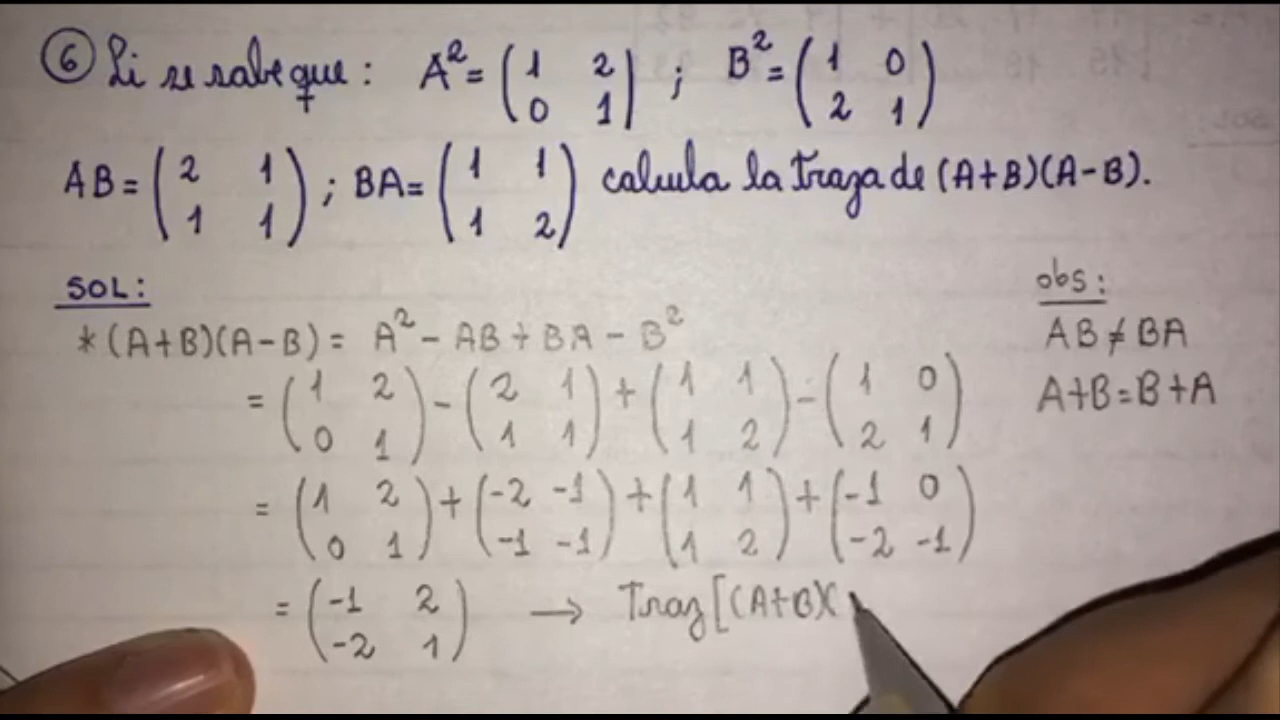 ⑥ Si se sabe que : A² = (1 2 0 1) ; B² = (1 0 2 1)
AB = (2 1 1 1) ; BA = (1 1 1 2) calcula la traza de (A+B)(A-B).
SOL:
* (A+B)(A-B) = A² - AB + BA - B²
= (1 2 0 1) - (2 1 1 1) + (1 1 1 2) - (1 0 2 1)
= (1 2 0 1) + (-2 -1 -1 -1) + (1 1 1 2) + (-1 0 -2 -1)
= (-1 2 -2 1) → Traz [(A+B)(
obs:
AB ≠ BA
A+B = B+A